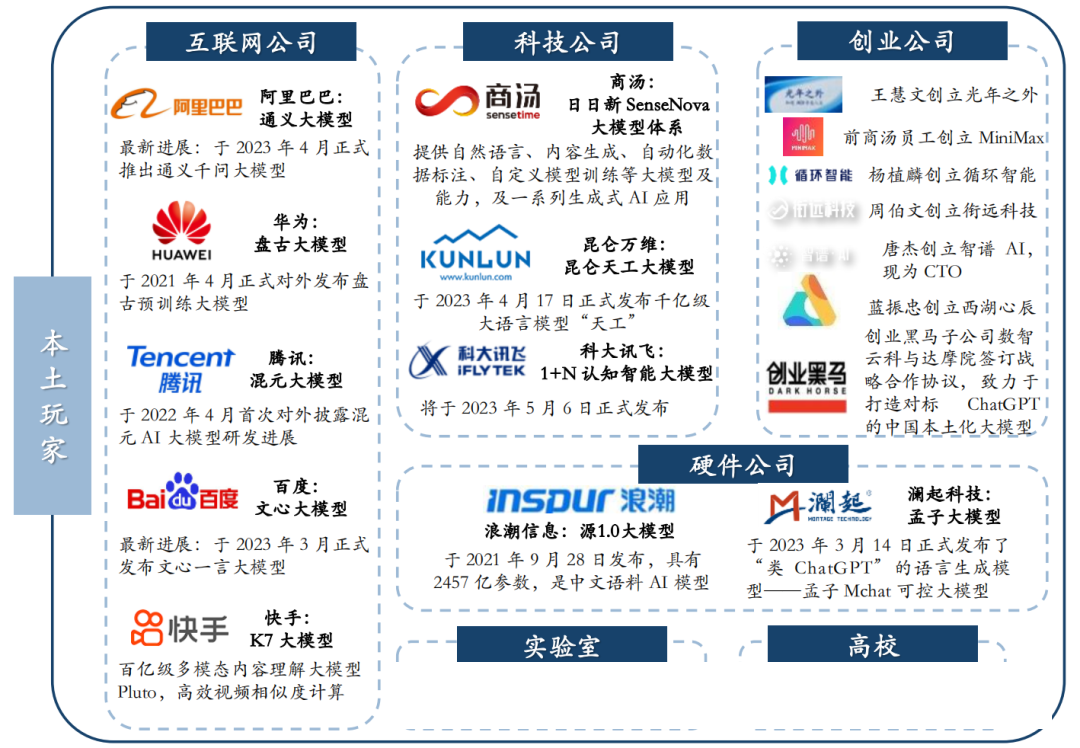 本土玩家
互联网公司
阿里巴巴
阿里巴巴：
通义大模型
最新进展：于 2023 年 4 月正式
推出通义千问大模型
HUAWEI
华为：
盘古大模型
于 2021 年 4 月正式对外发布盘
古预训练大模型
Tencent
腾讯
腾讯：
混元大模型
于 2022 年 4 月首次对外披露混
元 AI 大模型研发进展
Bai du 百度
百度：
文心大模型
最新进展：于 2023 年 3 月正式
发布文心一言大模型
快手
快手：
K7 大模型
百亿级多模态内容理解大模型
Pluto，高效视频相似度计算
科技公司
商汤
sensetime
商汤：
日日新 SenseNova
大模型体系
提供自然语言、内容生成、自动化数
据标注、自定义模型训练等大模型及
能力，及一系列生成式 AI 应用
KUNLUN
www.kunlun.com
昆仑万维：
昆仑天工大模型
于 2023 年 4 月 17 日正式发布千亿级
大语言模型“天工”
科大讯飞
iFLYTEK
科大讯飞：
1+N 认知智能大模型
将于 2023 年 5 月 6 日正式发布
创业公司
光年之外
王慧文创立光年之外
MINIMAX
前商汤员工创立 MiniMax
循环智能
杨植麟创立循环智能
衔远科技
周伯文创立衔远科技
唐杰创立智谱 AI，
现为 CTO
蓝振忠创立西湖心辰
创业黑马
DARK HORSE
创业黑马子公司数智
云科与达摩院签订战
略合作协议，致力于
打造对标 ChatGPT
的中国本土化大模型
硬件公司
inspur 浪潮
浪潮信息：源1.0大模型
于 2021 年 9 月 28 日发布，具有
2457 亿参数，是中文语料 AI 模型
澜起
MONTAGE TECHNOLOGY
澜起科技：
孟子大模型
于 2023 年 3 月 14 日正式发布了
“类 ChatGPT”的语言生成模
型——孟子 Mchat 可控大模型
实验室
高校